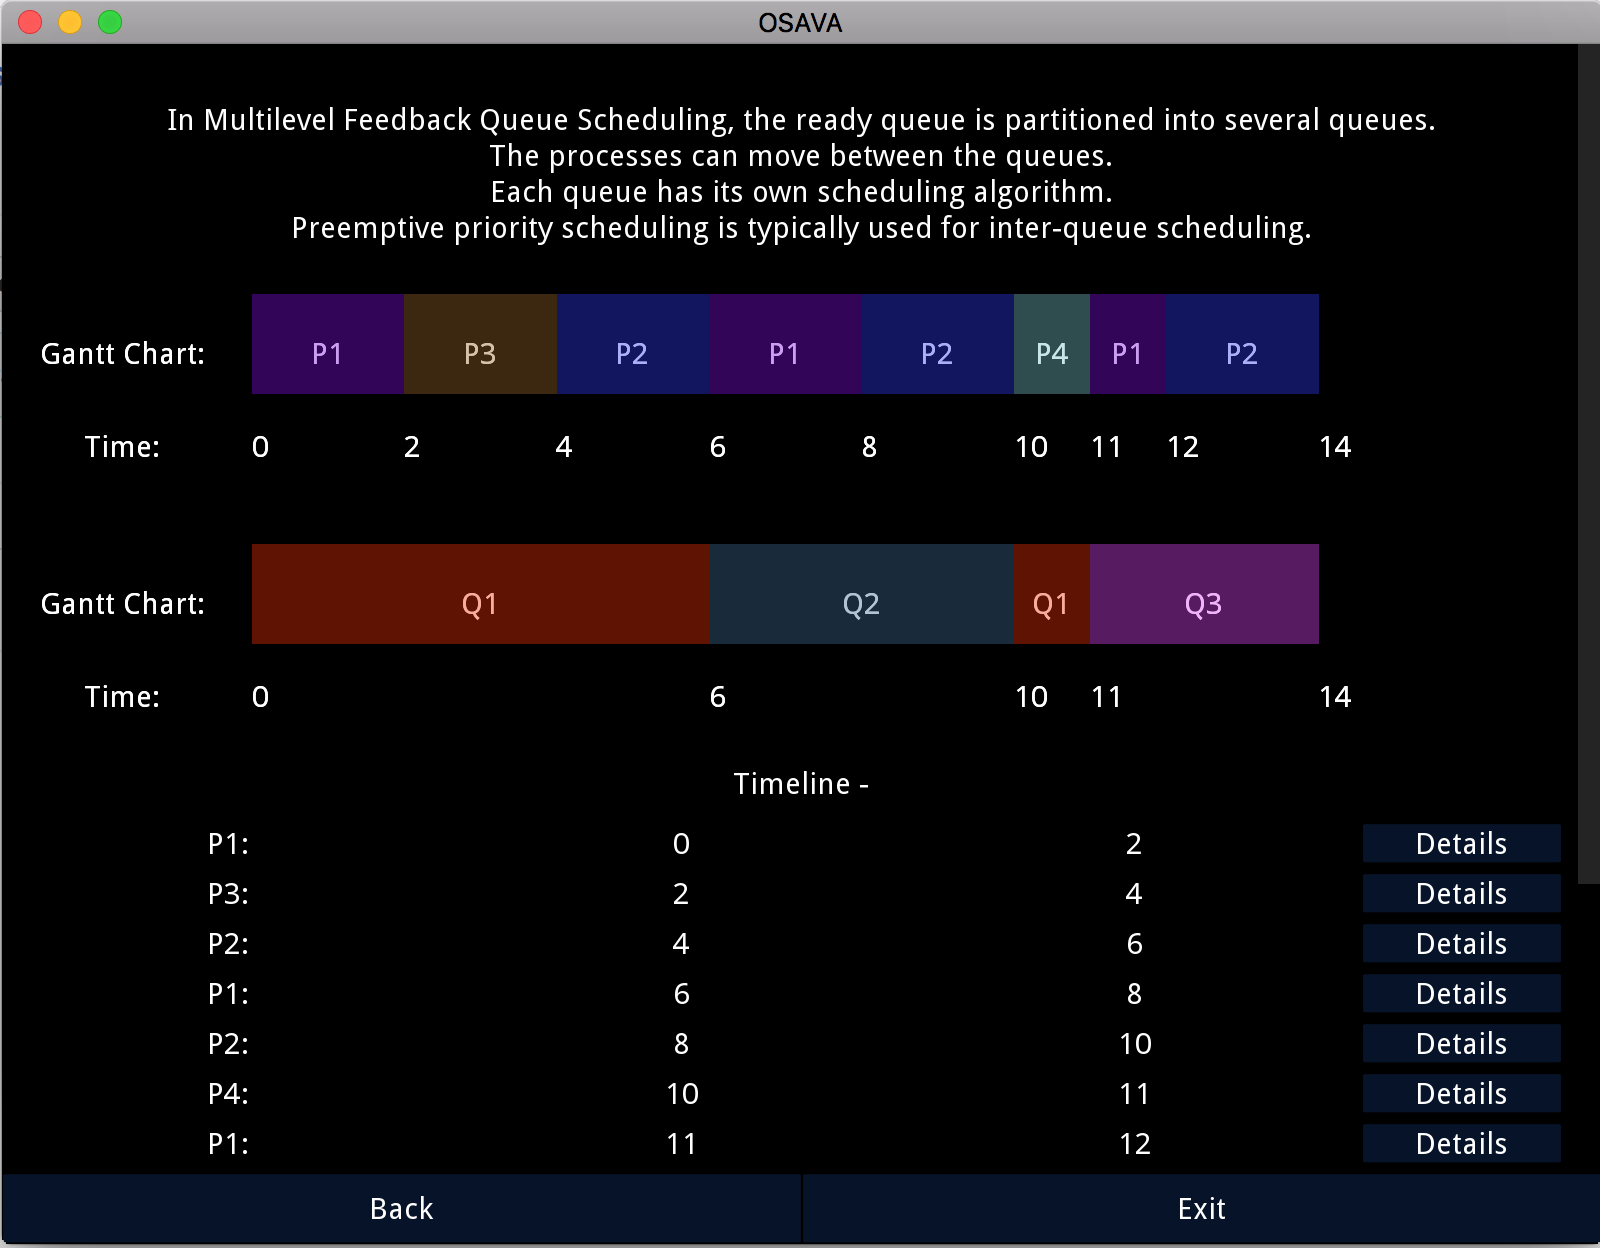 OSAVA
In Multilevel Feedback Queue Scheduling, the ready queue is partitioned into several queues.
The processes can move between the queues.
Each queue has its own scheduling algorithm.
Preemptive priority scheduling is typically used for inter-queue scheduling.
Gantt Chart: P1 P3 P2 P1 P2 P4 P1 P2
Time: 0 2 4 6 8 10 11 12 14
Gantt Chart: Q1 Q2 Q1 Q3
Time: 0 6 10 11 14
Timeline -
P1: 0 2 Details
P3: 2 4 Details
P2: 4 6 Details
P1: 6 8 Details
P2: 8 10 Details
P4: 10 11 Details
P1: 11 12 Details
Back Exit